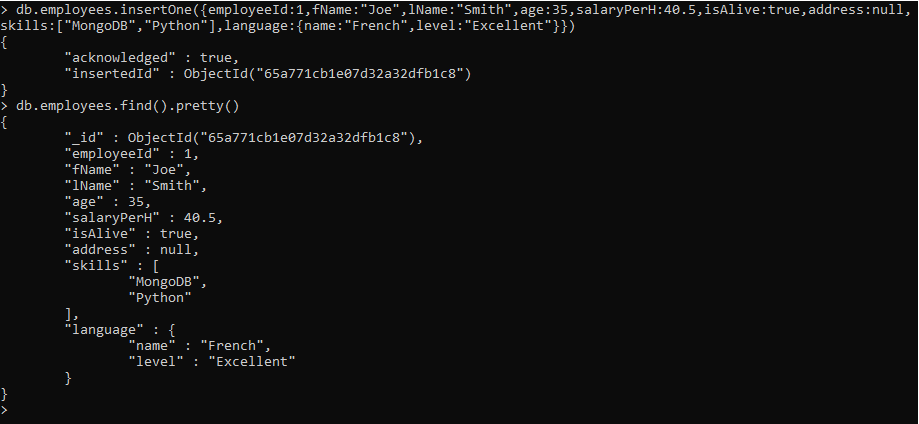 > db.employees.insertOne({employeeId:1,fName:"Joe",lName:"Smith",age:35,salaryPerH:40.5,isAlive:true,address:null,
skills:["MongoDB","Python"],language:{name:"French",level:"Excellent"}})
{
        "acknowledged" : true,
        "insertedId" : ObjectId("65a771cb1e07d32a32dfb1c8")
}
> db.employees.find().pretty()
{
        "_id" : ObjectId("65a771cb1e07d32a32dfb1c8"),
        "employeeId" : 1,
        "fName" : "Joe",
        "lName" : "Smith",
        "age" : 35,
        "salaryPerH" : 40.5,
        "isAlive" : true,
        "address" : null,
        "skills" : [
                "MongoDB",
                "Python"
        ],
        "language" : {
                "name" : "French",
                "level" : "Excellent"
        }
}
>